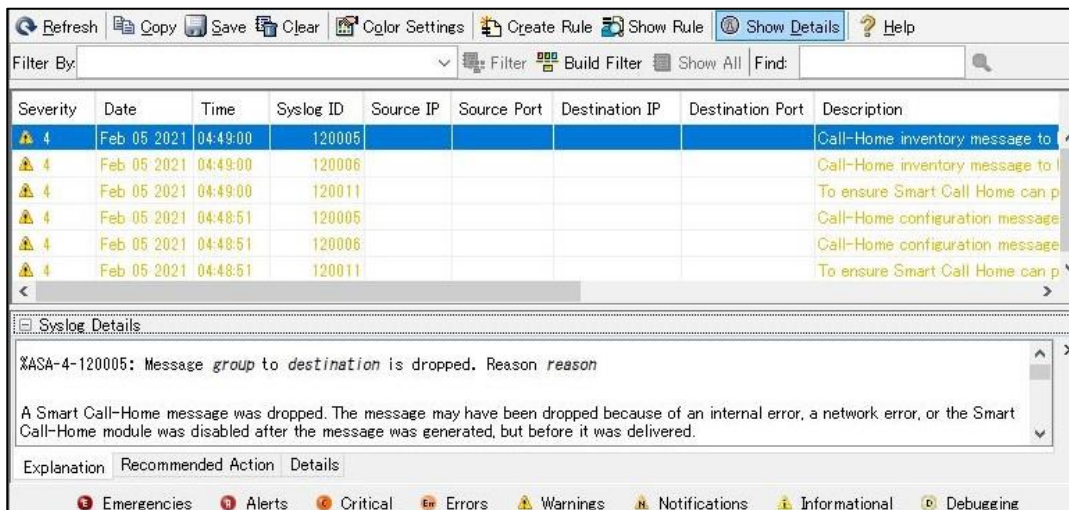 Refresh Copy Save Clear Color Settings Create Rule Show Rule Show Details Help
Filter By: Filter Build Filter Show All Find:
Severity Date Time Syslog ID Source IP Source Port Destination IP Destination Port Description
4 Feb 05 2021 04:49:00 120005 Call-Home inventory message to
4 Feb 05 2021 04:49:00 120006 Call-Home inventory message to
4 Feb 05 2021 04:49:00 120011 To ensure Smart Call Home can p
4 Feb 05 2021 04:48:51 120005 Call-Home configuration message
4 Feb 05 2021 04:48:51 120006 Call-Home configuration message
4 Feb 05 2021 04:48:51 120011 To ensure Smart Call Home can p
Syslog Details
%ASA-4-120005: Message group to destination is dropped. Reason reason
A Smart Call-Home message was dropped. The message may have been dropped because of an internal error, a network error, or the Smart
Call-Home module was disabled after the message was generated, but before it was delivered.
Explanation Recommended Action Details
Emergencies Alerts Critical Errors Warnings Notifications Informational Debugging